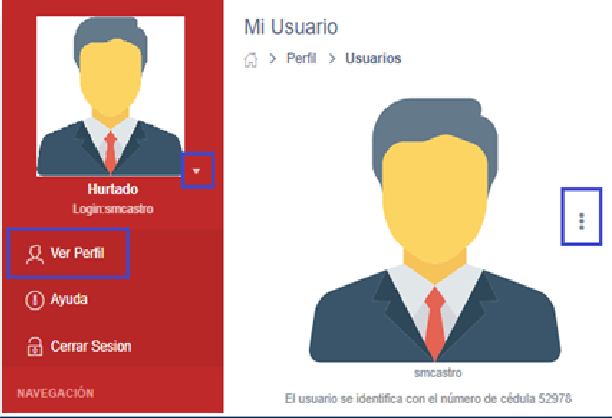 Mi Usuario
Perfil > Usuarios
Hurtado
Login:smcastro
Ver Perfil
Ayuda
Cerrar Sesion
NAVEGACIÓN
smcastro
El usuario se identifica con el número de cédula 52978